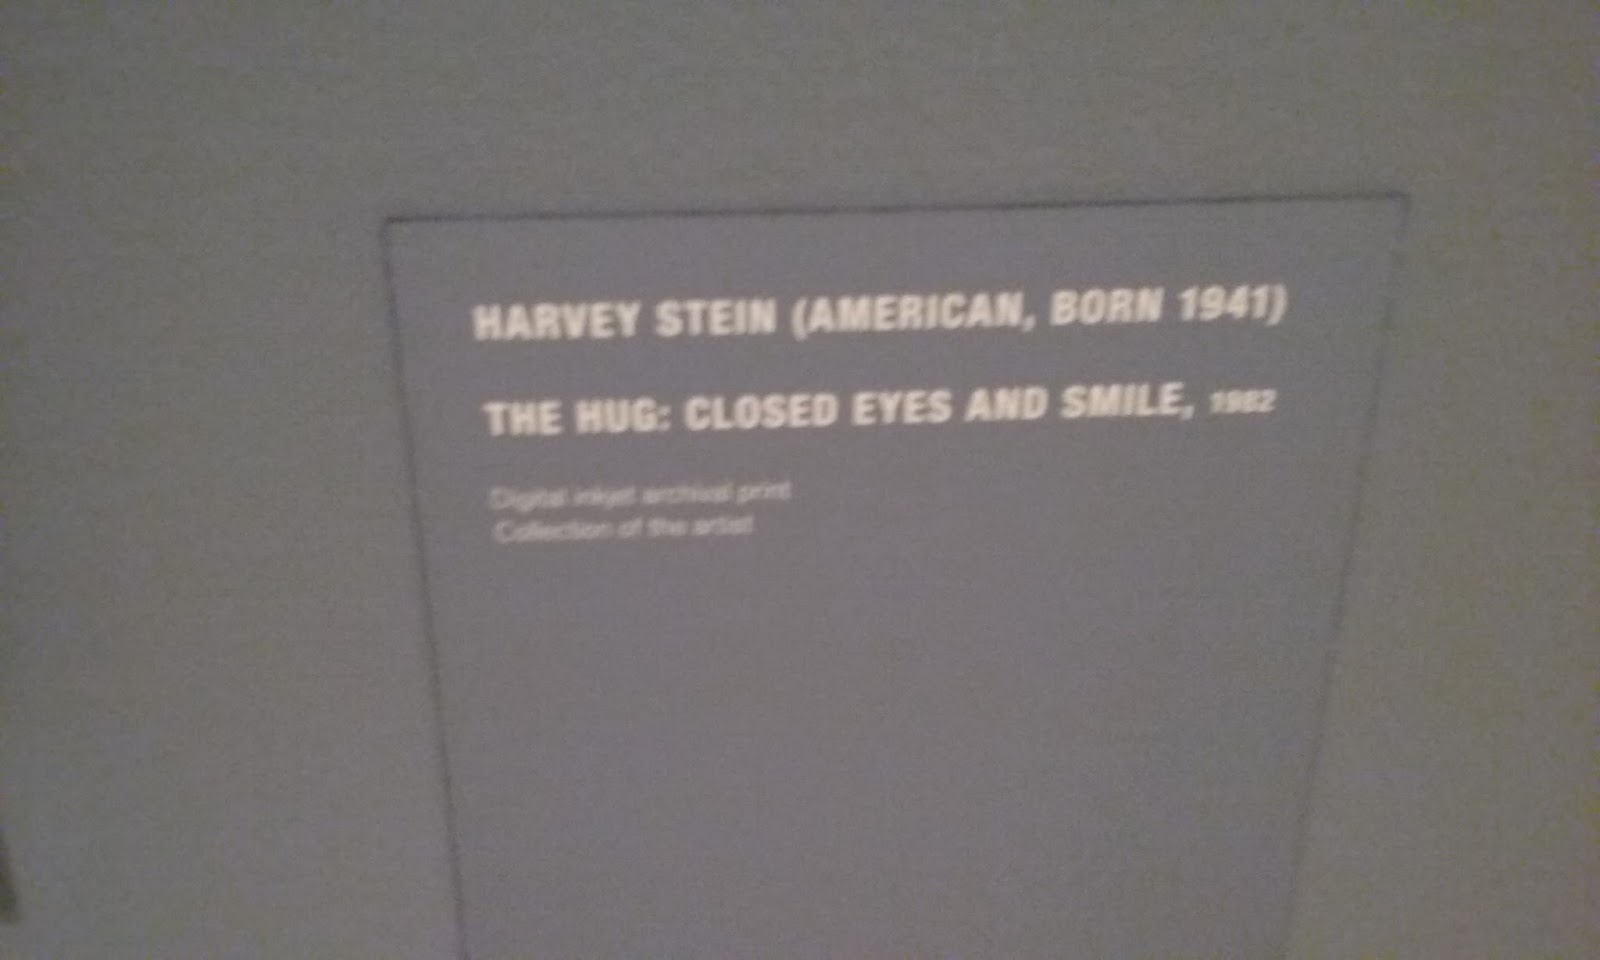 HARVEY STEIN (AMERICAN, BORN 1941)
THE HUG: CLOSED EYES AND SMILE, 1982
Digital inkjet archival print
Collection of the artist